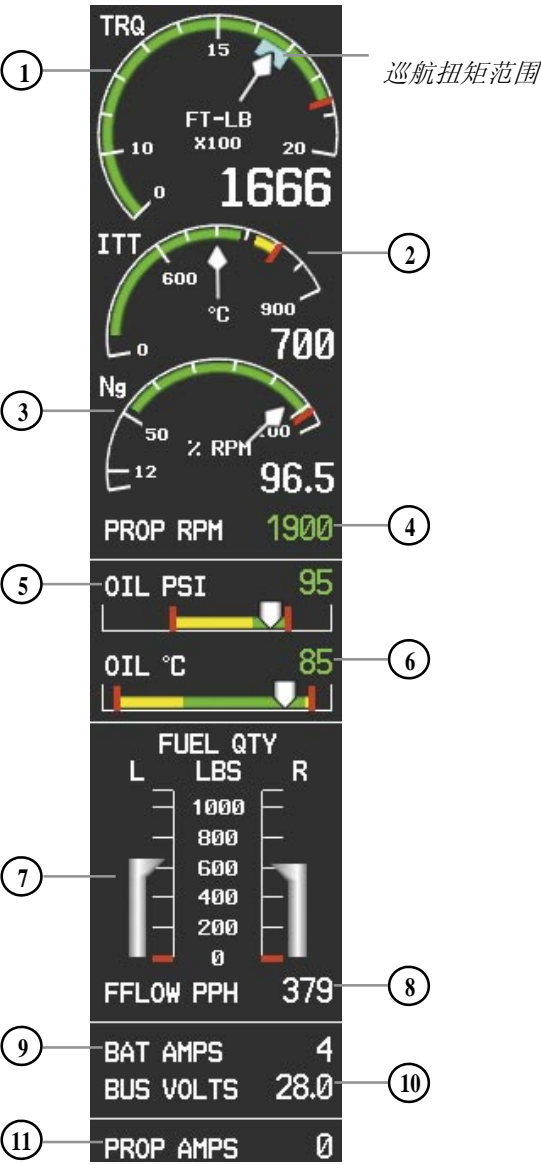 TRQ
1
15
巡航扭矩范围
FT-LB
X100
10
20
0
1666
ITT
2
600
°C
900
0
700
Ng
3
50
100
% RPM
12
96.5
PROP RPM 1900
4
5
OIL PSI 95
OIL °C 85
6
FUEL QTY
L LBS R
1000
800
7
600
400
200
0
FFLOW PPH 379
8
9
BAT AMPS 4
BUS VOLTS 28.0
10
11
PROP AMPS 0